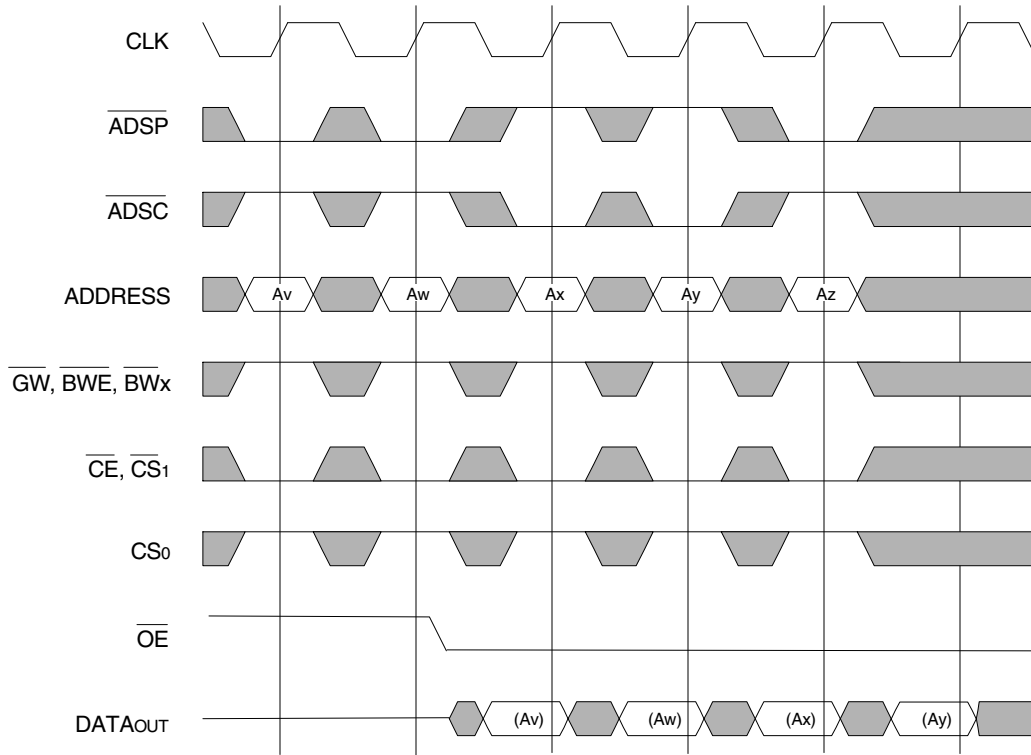 CLK
ADSP
ADSC
ADDRESS Av Aw Ax Ay Az
GW, BWE, BWx
CE, CS1
CS0
OE
DATAOUT (Av) (Aw) (Ax) (Ay)